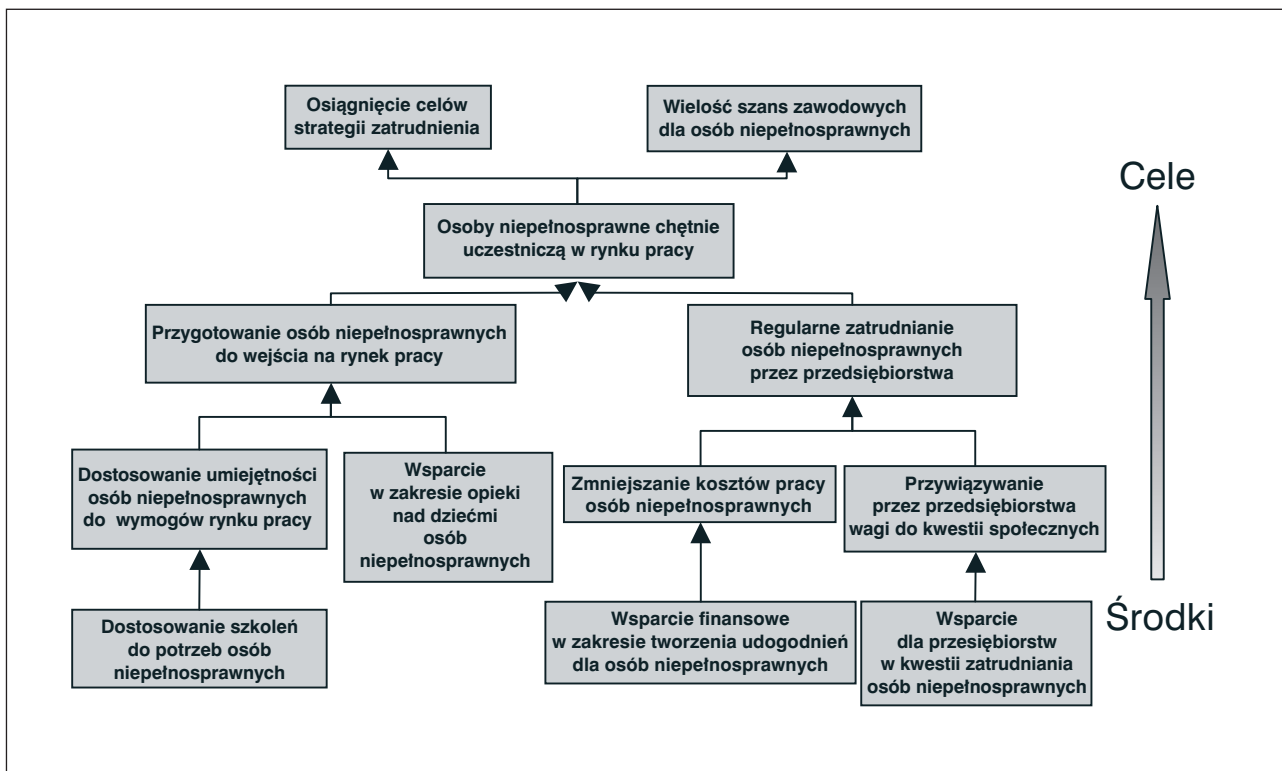 Osiągnięcie celów
strategii zatrudnienia
Wielość szans zawodowych
dla osób niepełnosprawnych
Cele
Osoby niepełnosprawne chętnie
uczestniczą w rynku pracy
Przygotowanie osób niepełnosprawnych
do wejścia na rynek pracy
Regularne zatrudnianie
osób niepełnosprawnych
przez przedsiębiorstwa
Dostosowanie umiejętności
osób niepełnosprawnych
do wymogów rynku pracy
Wsparcie
w zakresie opieki
nad dziećmi
osób
niepełnosprawnych
Zmniejszanie kosztów pracy
osób niepełnosprawnych
Przywiązywanie
przez przedsiębiorstwa
wagi do kwestii społecznych
Środki
Dostosowanie szkoleń
do potrzeb osób
niepełnosprawnych
Wsparcie finansowe
w zakresie tworzenia udogodnień
dla osób niepełnosprawnych
Wsparcie
dla przesiębiorstw
w kwestii zatrudniania
osób niepełnosprawnych